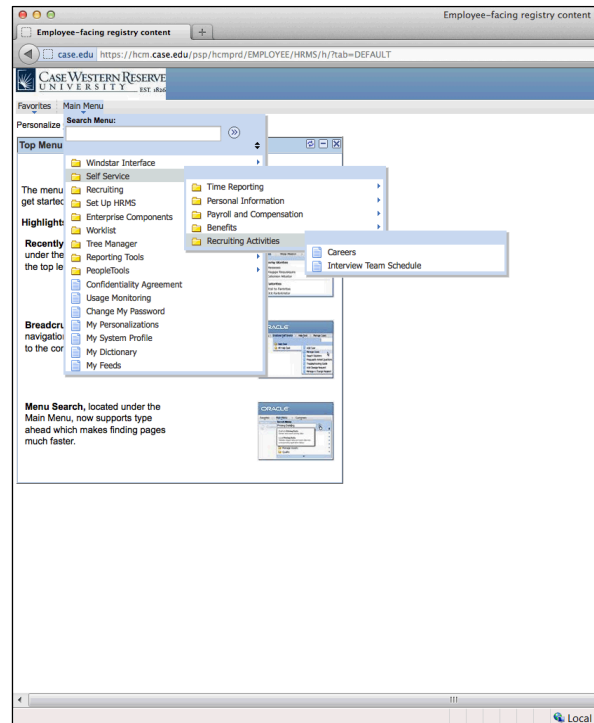 Employee-facing registry content
Employee-facing registry content
+
case.edu https://hcm.case.edu/psp/hcmprd/EMPLOYEE/HRMS/h/?tab=DEFAULT
CASE WESTERN RESERVE
UNIVERSITY EST. 1826
Favorites Main Menu
Personalize
Search Menu:
Top Menu
Windstar Interface
Self Service
Recruiting
Set Up HRMS
Enterprise Components
Worklist
Tree Manager
Reporting Tools
PeopleTools
Confidentiality Agreement
Usage Monitoring
Change My Password
My Personalizations
My System Profile
My Dictionary
My Feeds
Time Reporting
Personal Information
Payroll and Compensation
Benefits
Recruiting Activities
Careers
Interview Team Schedule
The menu
get started
Highlights
Recently
under the
the top le
Breadcru
navigation
to the cor
Menu Search, located under the
Main Menu, now supports type
ahead which makes finding pages
much faster.
ORACLE
Local